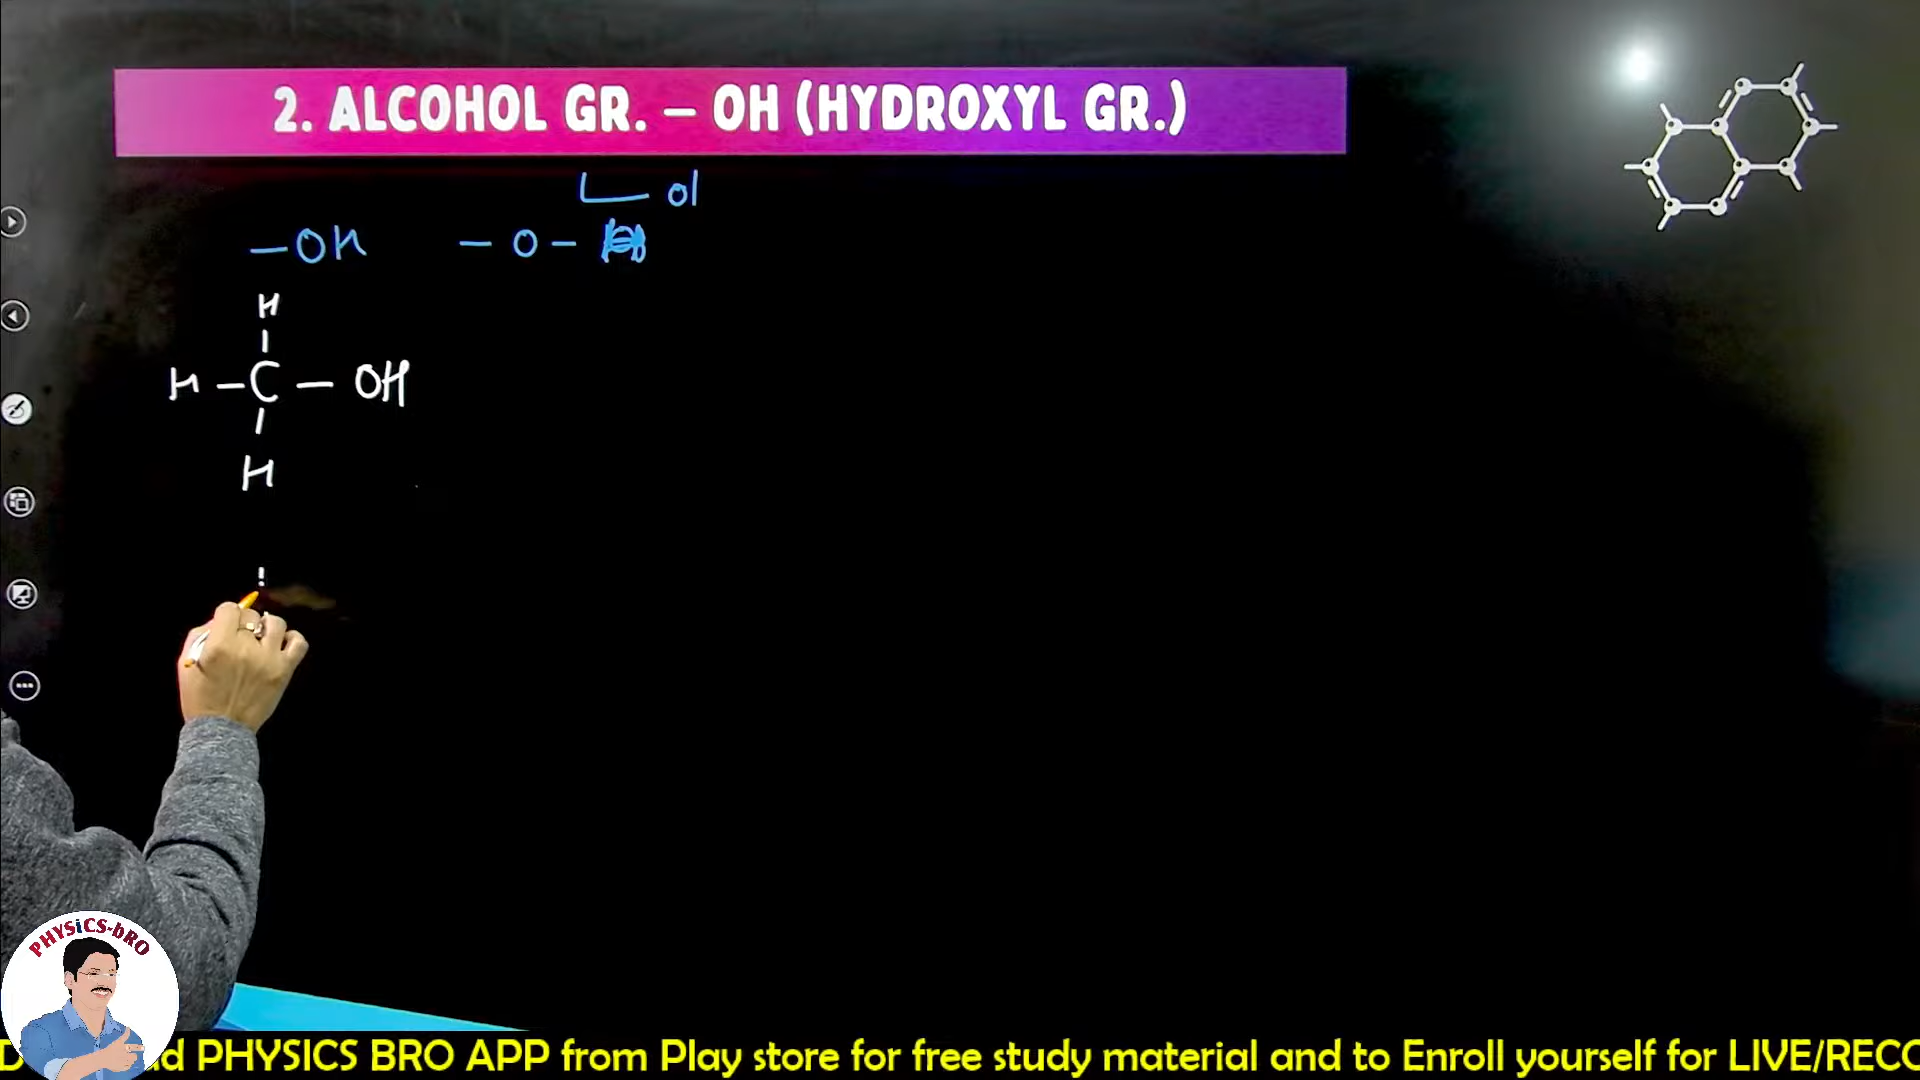 2. ALCOHOL GR. – OH (HYDROXYL GR.)
ol
–OH – O –
H
H – C – OH
H
PHYSiCS-bRO
PHYSICS BRO APP from Play store for free study material and to Enroll yourself for LIVE/RECO